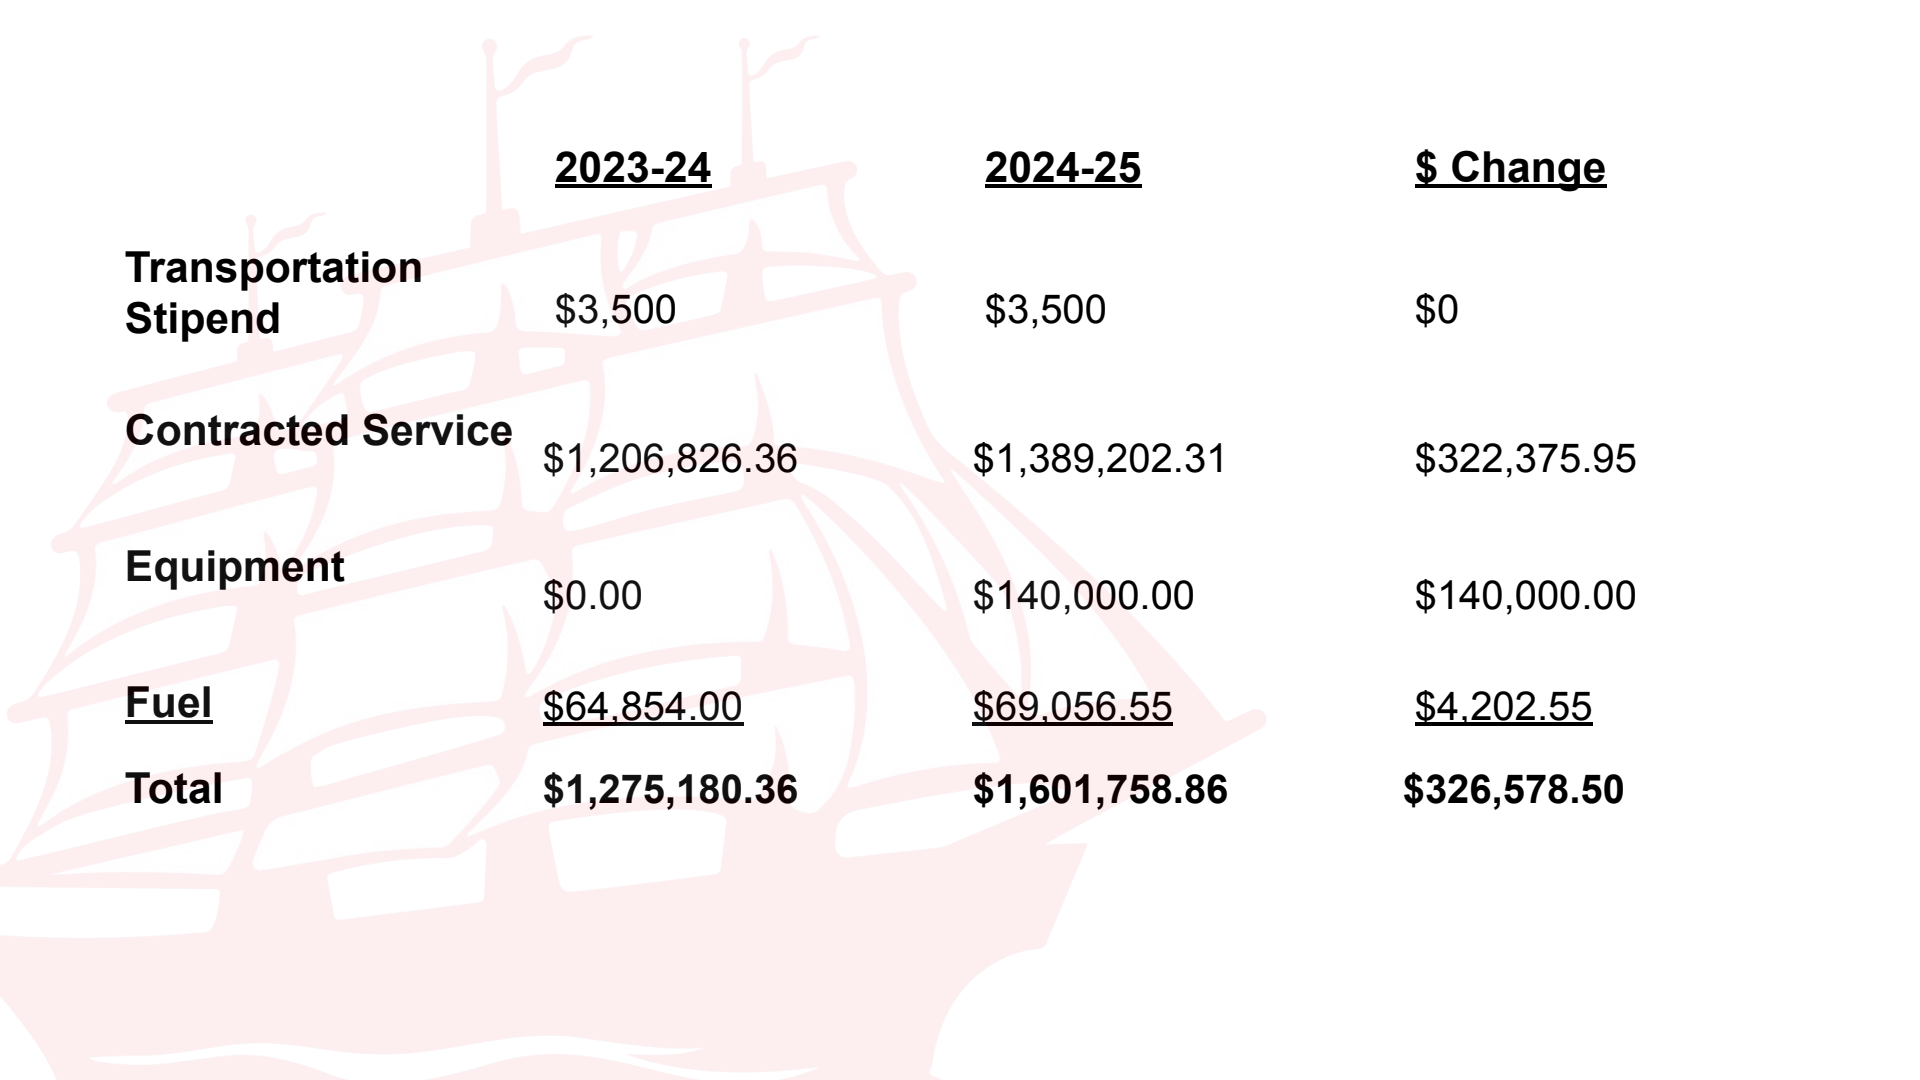 2023-24 2024-25 $ Change
Transportation
Stipend $3,500 $3,500 $0
Contracted Service $1,206,826.36 $1,389,202.31 $322,375.95
Equipment $0.00 $140,000.00 $140,000.00
Fuel $64,854.00 $69,056.55 $4,202.55
Total $1,275,180.36 $1,601,758.86 $326,578.50